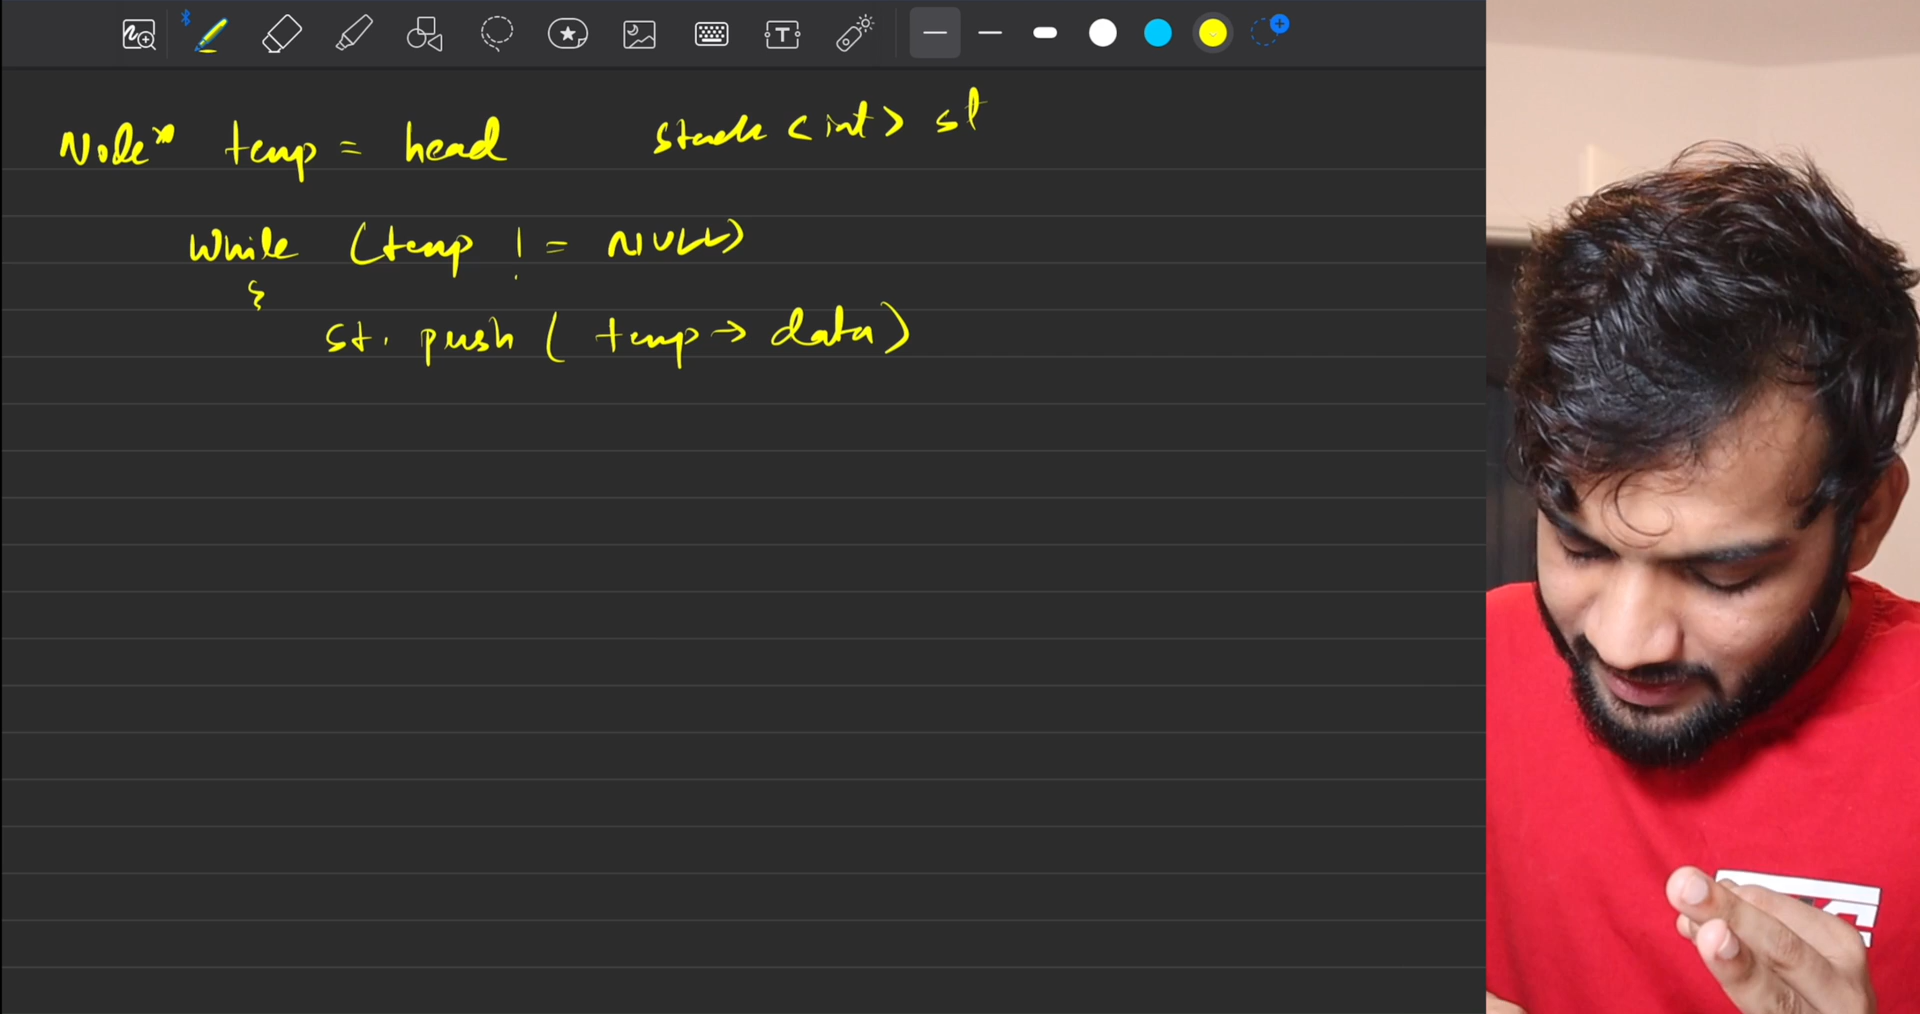 Node* temp = head stack <int> st
while (temp != NULL)
{
st. push ( temp → data)